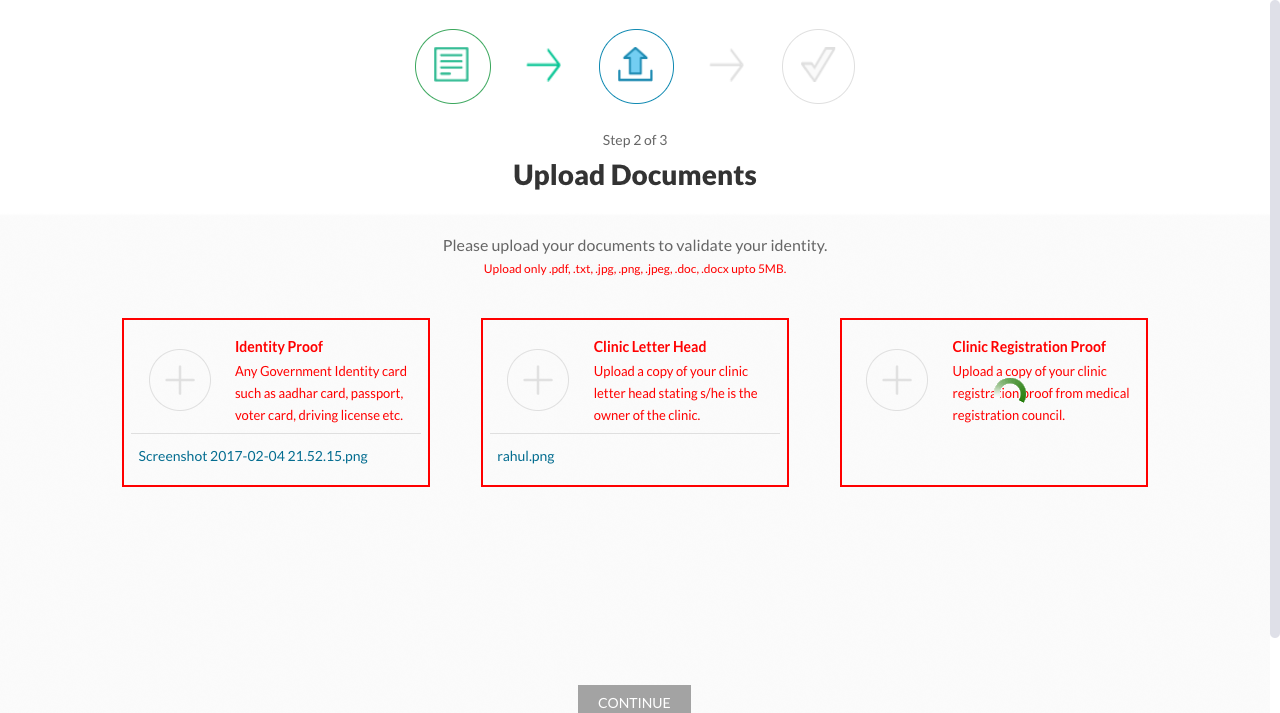 Step 2 of 3
Upload Documents
Please upload your documents to validate your identity.
Upload only .pdf, .txt, .jpg, .png, .jpeg, .doc, .docx upto 5MB.
Identity Proof
Any Government Identity card
such as aadhar card, passport,
voter card, driving license etc.
Screenshot 2017-02-04 21.52.15.png
Clinic Letter Head
Upload a copy of your clinic
letter head stating s/he is the
owner of the clinic.
rahul.png
Clinic Registration Proof
Upload a copy of your clinic
registration proof from medical
registration council.
CONTINUE